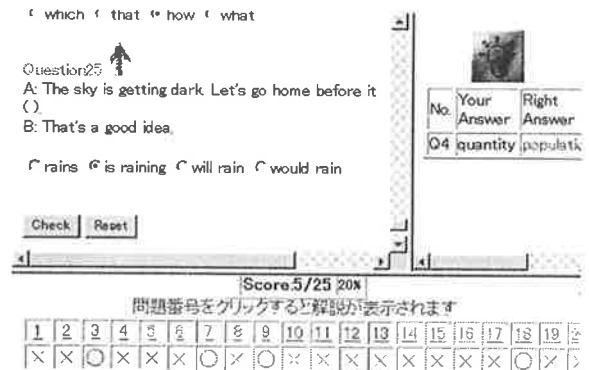 which that how what
Question25
A: The sky is getting dark. Let's go home before it
( ).
B: That's a good idea.
rains is raining will rain would rain
Check Reset
No. Your Answer Right Answer
Q4 quantity
Score:5/25 20%
問題番号をクリックすると解説が表示されます
1 2 3 4 5 6 7 8 9 10 11 12 13 14 15 16 17 18 19
× × ○ × × × ○ × ○ × × × × × × × × ○ ×